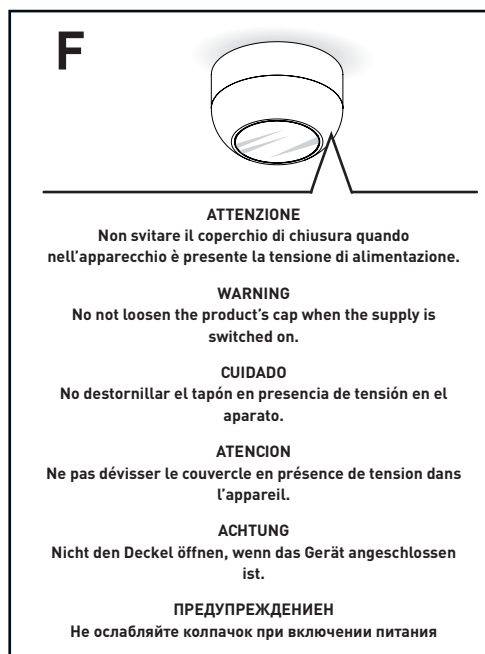 F
ATTENZIONE
Non svitare il coperchio di chiusura quando
nell'apparecchio è presente la tensione di alimentazione.
WARNING
No not loosen the product's cap when the supply is
switched on.
CUIDADO
No destornillar el tapón en presencia de tensión en el
aparato.
ATENCION
Ne pas dévisser le couvercle en présence de tension dans
l'appareil.
ACHTUNG
Nicht den Deckel öffnen, wenn das Gerät angeschlossen
ist.
ПРЕДУПРЕЖДЕНИЕН
Не ослабляйте колпачок при включении питания